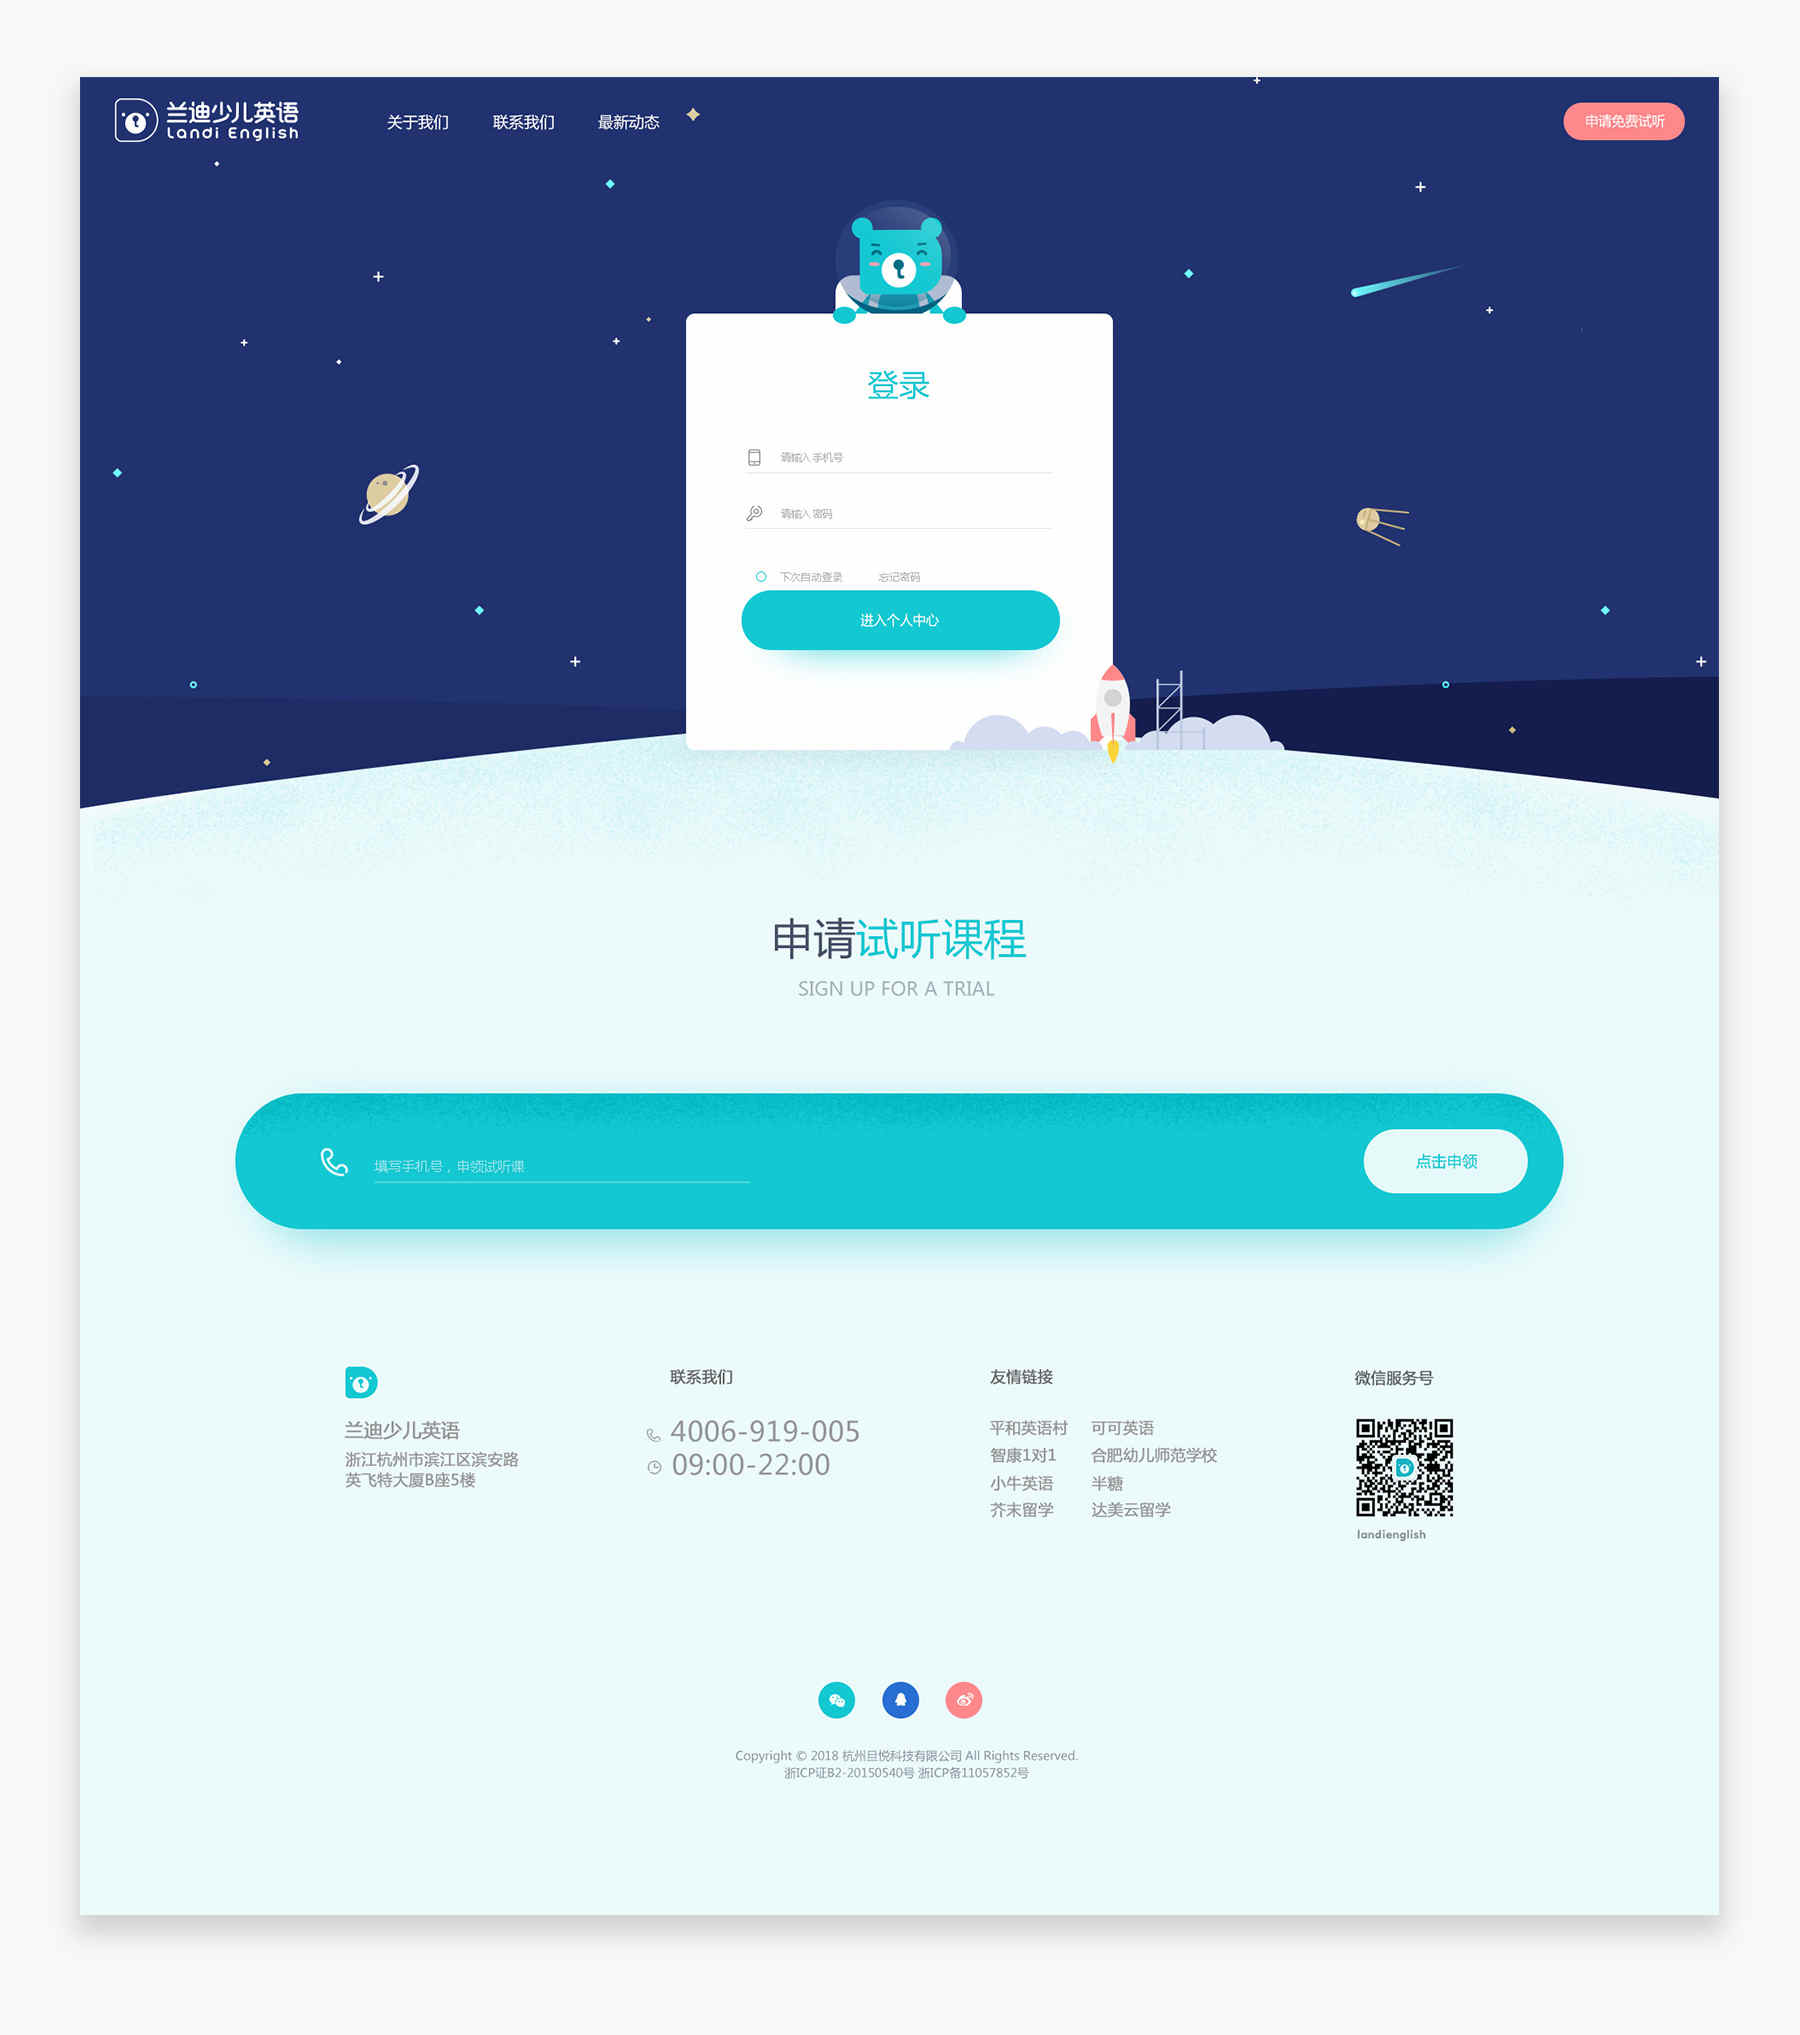 兰迪少儿英语
Landi English
关于我们
联系我们
最新动态
申请免费试听
登录
请输入手机号
请输入密码
下次自动登录
忘记密码
进入个人中心
申请试听课程
SIGN UP FOR A TRIAL
填写手机号，申领试听课
点击申领
兰迪少儿英语
浙江杭州市滨江区滨安路
英飞特大厦B座5楼
联系我们
4006-919-005
09:00-22:00
友情链接
平和英语村 可可英语
智康1对1 合肥幼儿师范学校
小牛英语 半糖
芥末留学 达美云留学
微信服务号
landienglish
Copyright © 2018 杭州旦悦科技有限公司 All Rights Reserved.
浙ICP证B2-20150540号 浙ICP备11057852号